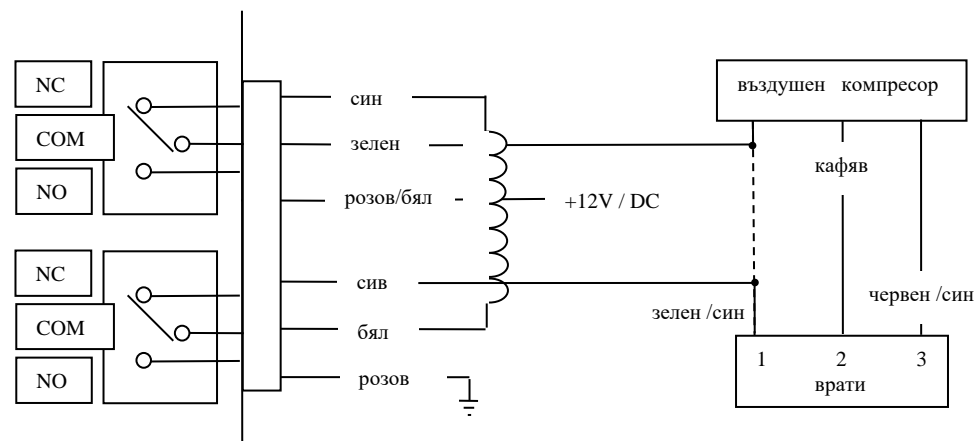 NC
COM
NO
NC
COM
NO
син
зелен
розов/бял
сив
бял
розов
+12V / DC
въздушен компресор
кафяв
червен /син
зелен /син
1 2 3
врати